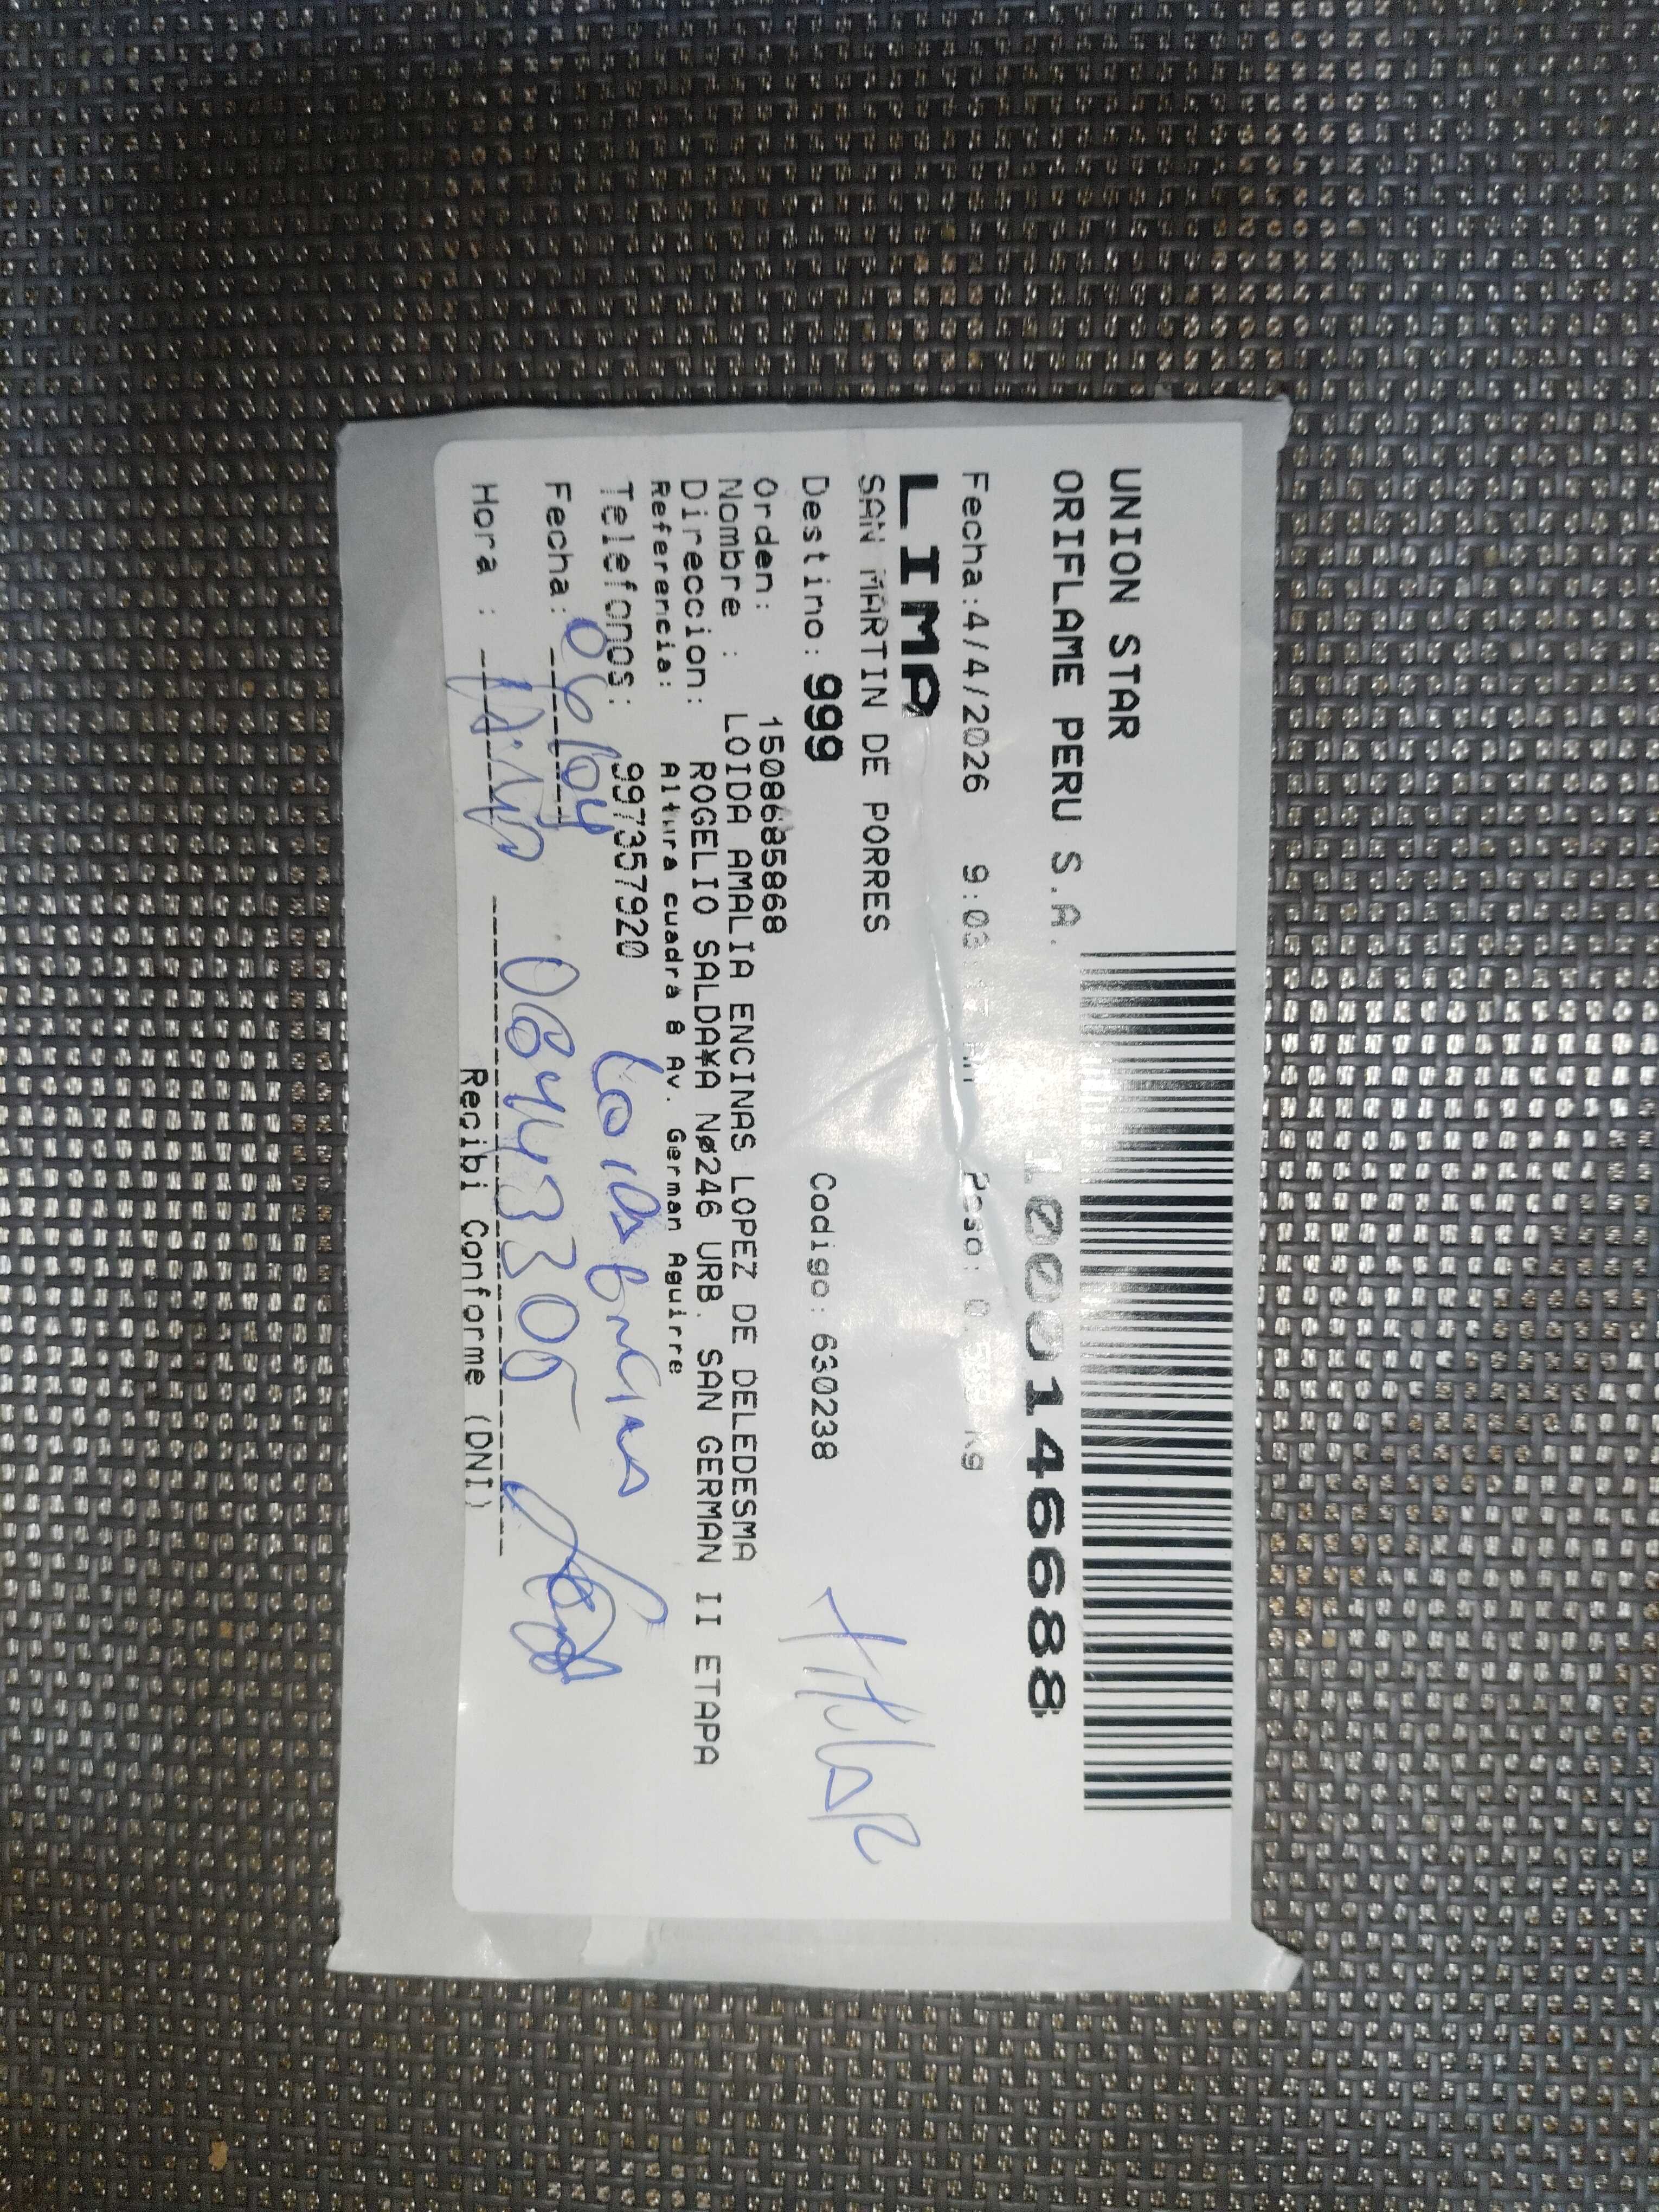 UNION STAR
ORIFLAME PERU S.A.
1000146688
Fecha:4/4/2026 9:03 Peso: 0. kg
LIMA
SAN MARTIN DE PORRES
Destino: 999 Codigo: 630238
Titular
Orden: 1508685868
Nombre : LOIDA AMALIA ENCINAS LOPEZ DE DELEDESMA
Direccion: ROGELIO SALDA¥A Nø246 URB. SAN GERMAN II ETAPA
Referencia: Altura cuadra 8 Av. German Aguirre
Telefonos: 997357920
Loida Encinas
Fecha: 06/04
08443305
Hora :
Recibi Conforme (DNI)